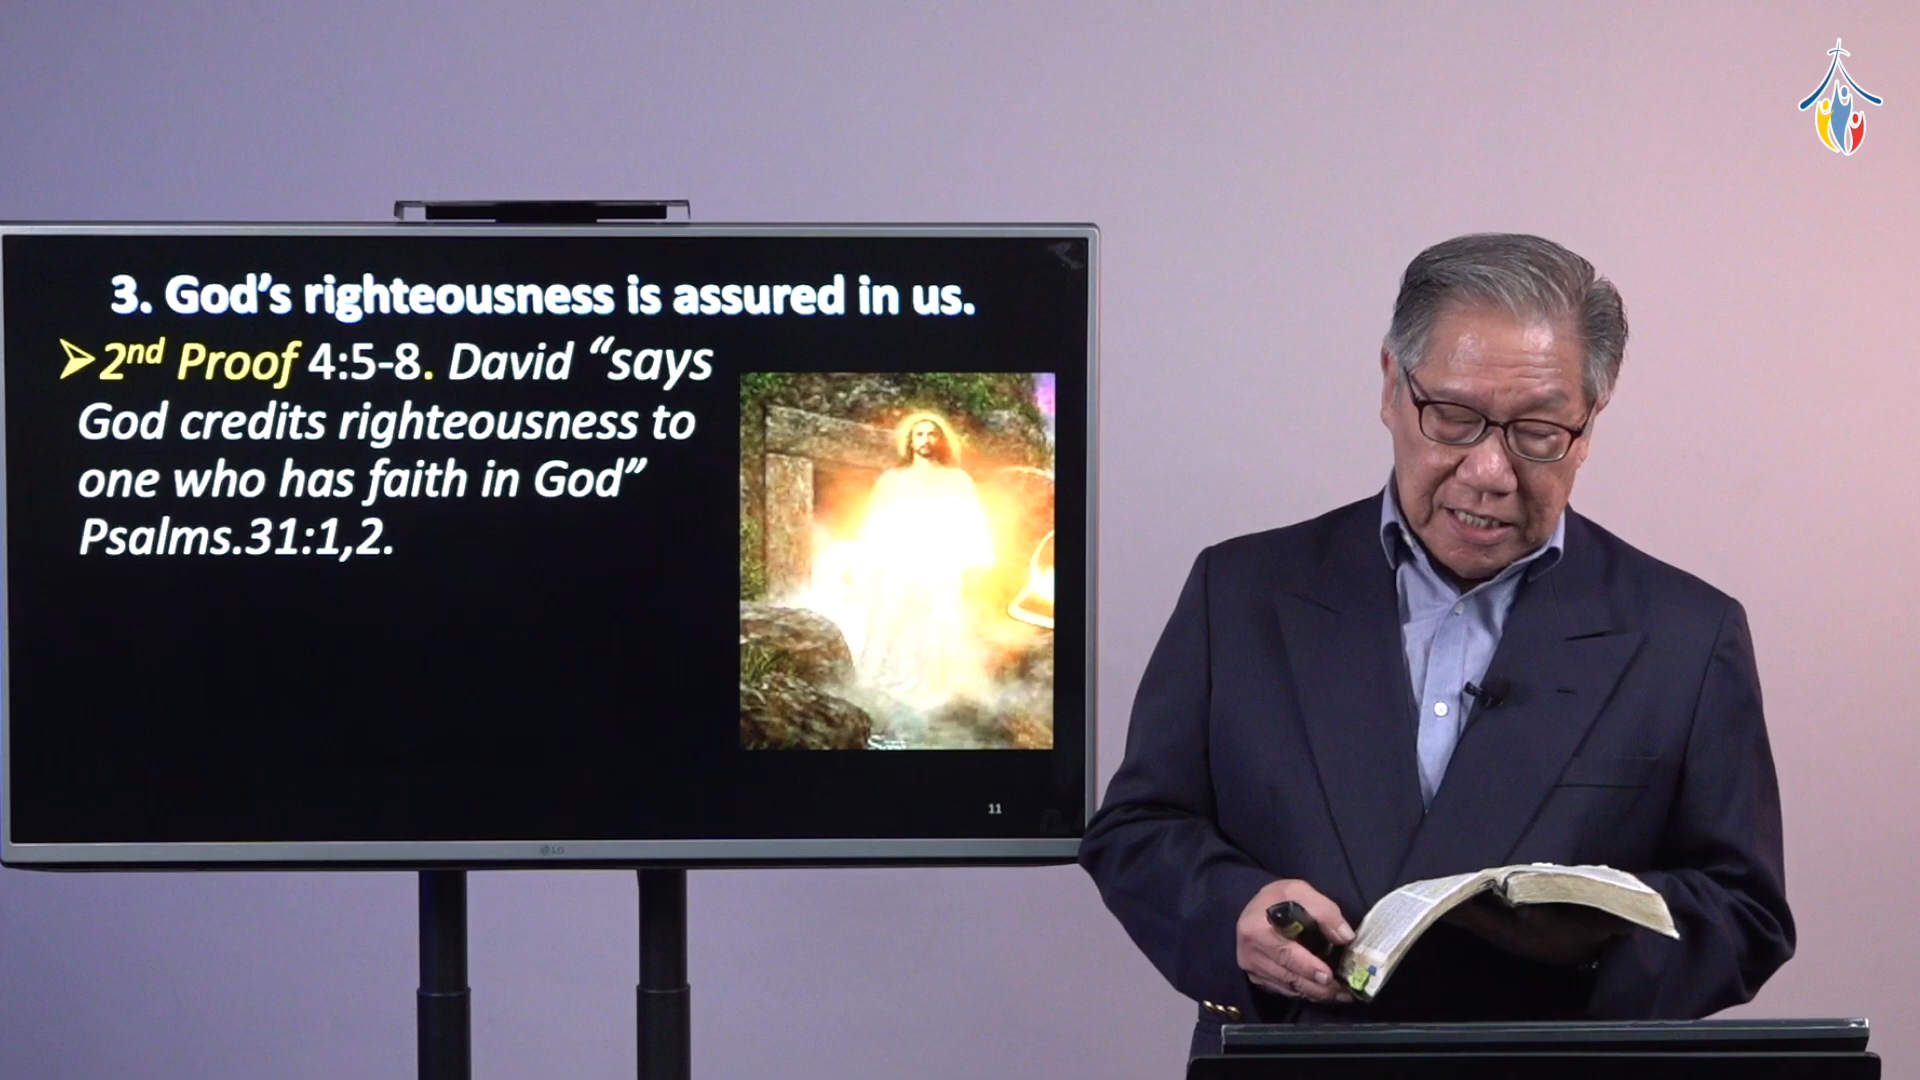 3. God's righteousness is assured in us.
➢2nd Proof 4:5-8. David “says
God credits righteousness to
one who has faith in God”
Psalms.31:1,2.
11
LG